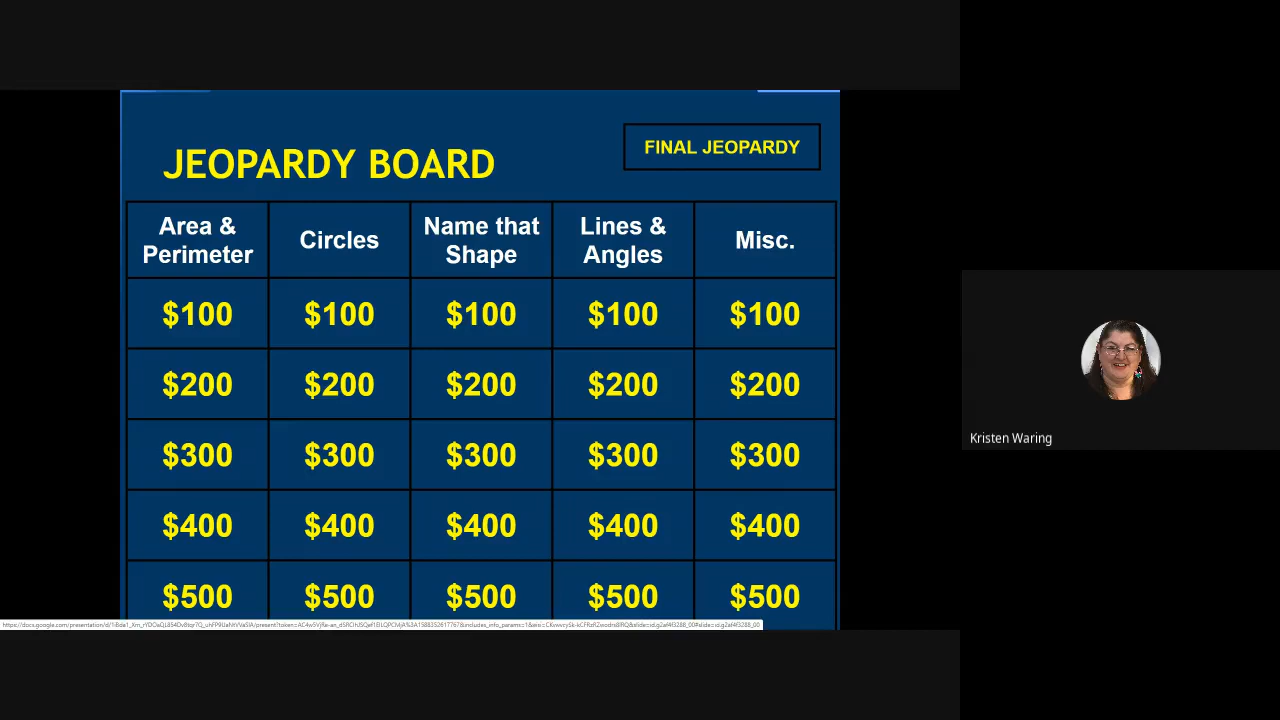 JEOPARDY BOARD
FINAL JEOPARDY
Area &
Perimeter
Circles
Name that
Shape
Lines &
Angles
Misc.
$100 $100 $100 $100 $100
$200 $200 $200 $200 $200
$300 $300 $300 $300 $300
$400 $400 $400 $400 $400
$500 $500 $500 $500 $500
Kristen Waring